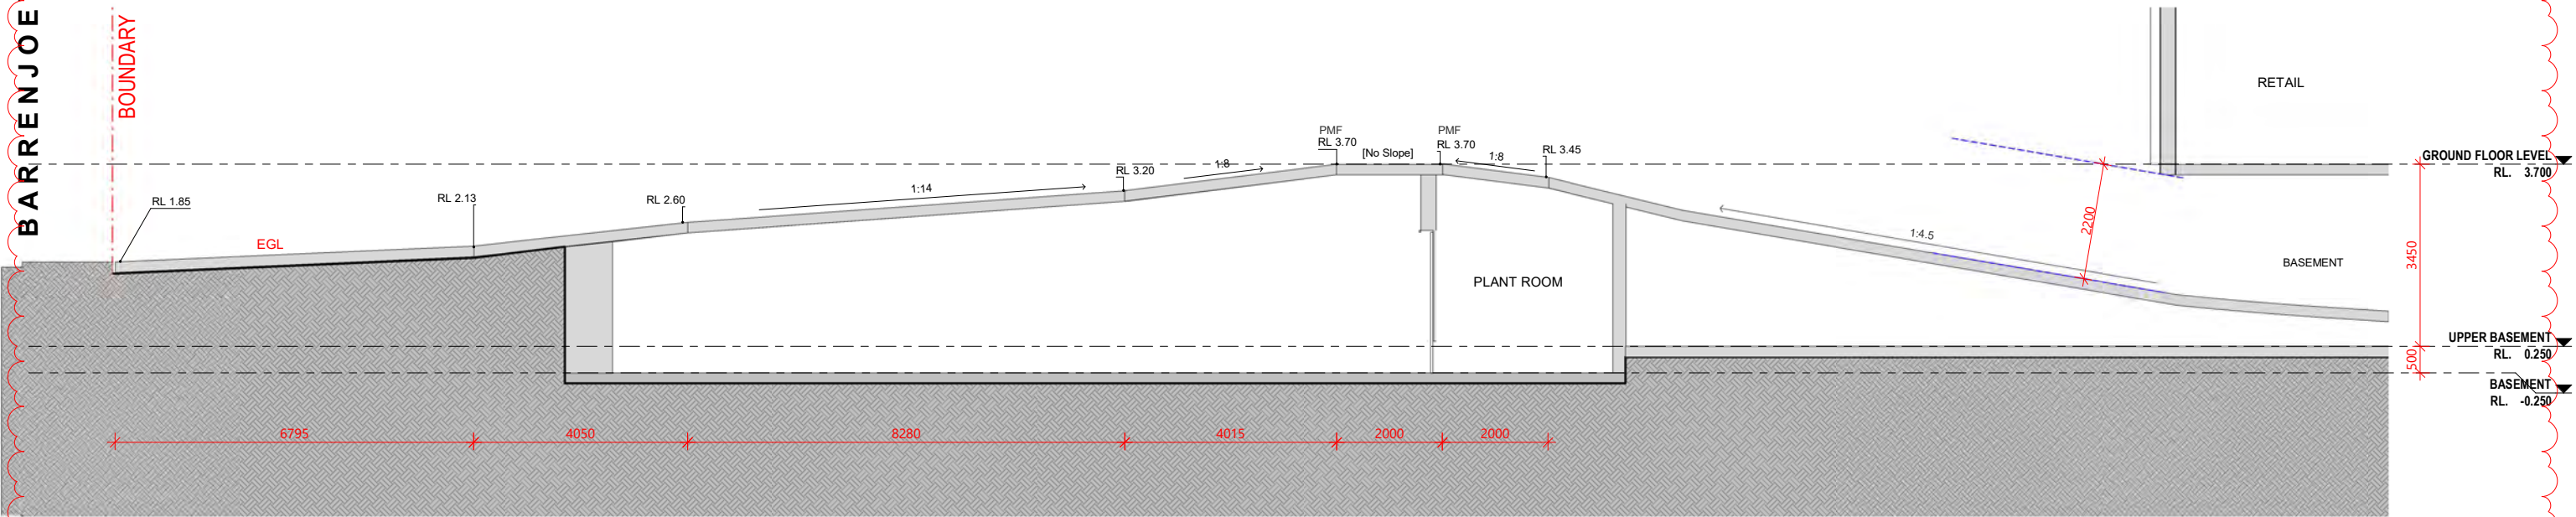 BARRENJOE
BOUNDARY
RL 1.85
EGL
RL 2.13
RL 2.60
1:14
RL 3.20
1:8
PMF
RL 3.70
[No Slope]
PMF
RL 3.70
1:8
RL 3.45
PLANT ROOM
1:4.5
2200
RETAIL
BASEMENT
GROUND FLOOR LEVEL
RL. 3.700
3450
UPPER BASEMENT
RL. 0.250
500
BASEMENT
RL. -0.250
6795
4050
8280
4015
2000
2000